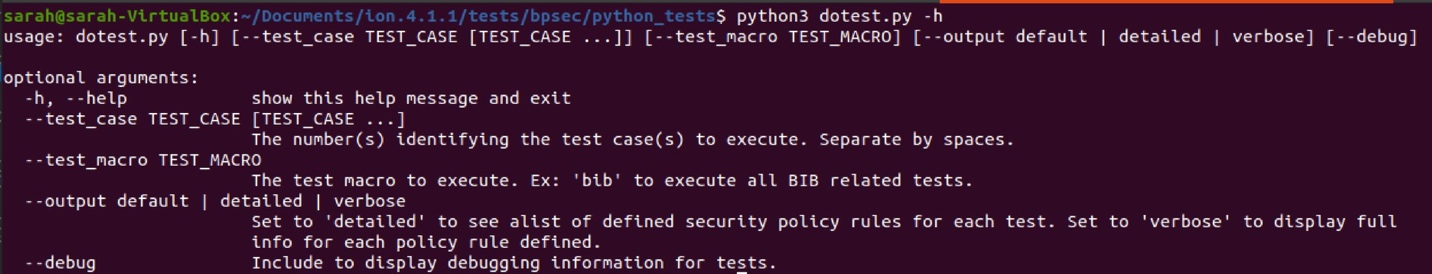 sarah@sarah-VirtualBox:~/Documents/ion.4.1.1/tests/bpsec/python_tests$ python3 dotest.py -h
usage: dotest.py [-h] [--test_case TEST_CASE [TEST_CASE ...]] [--test_macro TEST_MACRO] [--output default | detailed | verbose] [--debug]
optional arguments:
-h, --help show this help message and exit
--test_case TEST_CASE [TEST_CASE ...]
The number(s) identifying the test case(s) to execute. Separate by spaces.
--test_macro TEST_MACRO
The test macro to execute. Ex: 'bib' to execute all BIB related tests.
--output default | detailed | verbose
Set to 'detailed' to see alist of defined security policy rules for each test. Set to 'verbose' to display full
info for each policy rule defined.
--debug Include to display debugging information for tests.